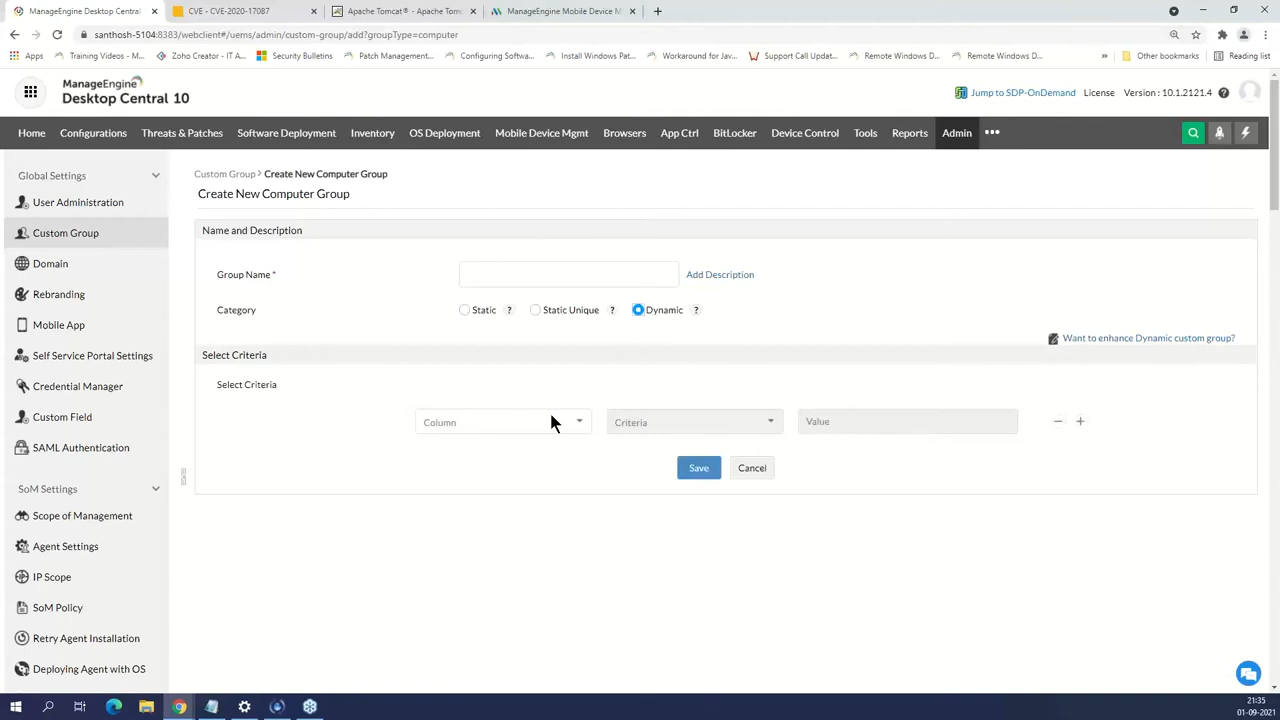 ManageEngine Desktop Central 10
CVE - CVE-2020-17087
Apache Tomcat® - Apache Tomc
ManageEngine Mobile Device M
santhosh-5104:8383/webclient#/uems/admin/custom-group/add?groupType=computer
Apps
Training Videos - M...
Zoho Creator - IT A...
Security Bulletins
Patch Management...
Configuring Softwa...
Install Windows Pat...
Workaround for Jav...
Support Call Updat...
Remote Windows D...
Remote Windows D...
Other bookmarks
Reading list
ManageEngine
Desktop Central 10
Jump to SDP-OnDemand
License
Version : 10.1.2121.4
Home
Configurations
Threats & Patches
Software Deployment
Inventory
OS Deployment
Mobile Device Mgmt
Browsers
App Ctrl
BitLocker
Device Control
Tools
Reports
Admin
Global Settings
User Administration
Custom Group
Domain
Rebranding
Mobile App
Self Service Portal Settings
Credential Manager
Custom Field
SAML Authentication
SoM Settings
Scope of Management
Agent Settings
IP Scope
SoM Policy
Retry Agent Installation
Deploying Agent with OS
Custom Group > Create New Computer Group
Create New Computer Group
Name and Description
Group Name *
Add Description
Category
Static ?
Static Unique ?
Dynamic ?
Want to enhance Dynamic custom group?
Select Criteria
Select Criteria
Column
Criteria
Value
Save
Cancel
21:35
01-09-2021